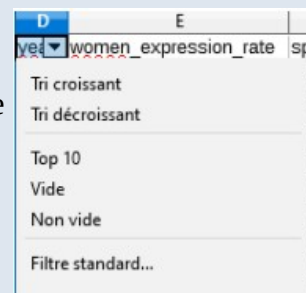 D E
women_expression_rate
Tri croissant
Tri décroissant
Top 10
Vide
Non vide
Filtre standard...